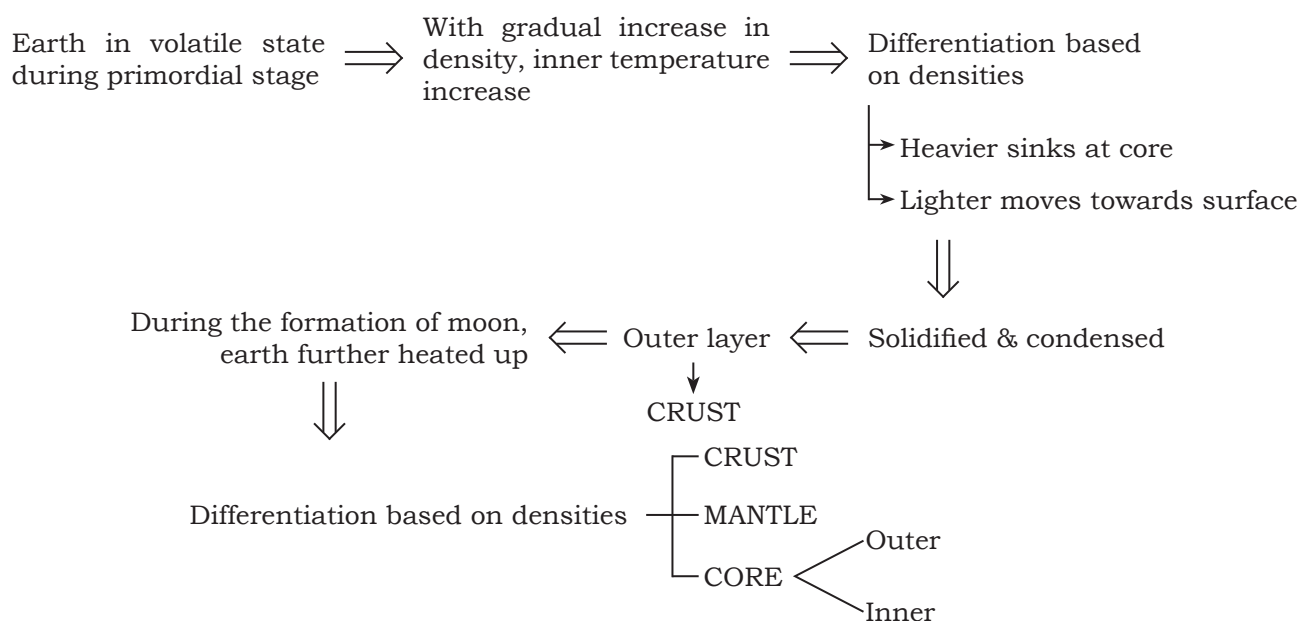 Earth in volatile state
during primordial stage
With gradual increase in
density, inner temperature
increase
Differentiation based
on densities
Heavier sinks at core
Lighter moves towards surface
Solidified & condensed
Outer layer
CRUST
During the formation of moon,
earth further heated up
Differentiation based on densities
CRUST
MANTLE
CORE
Outer
Inner